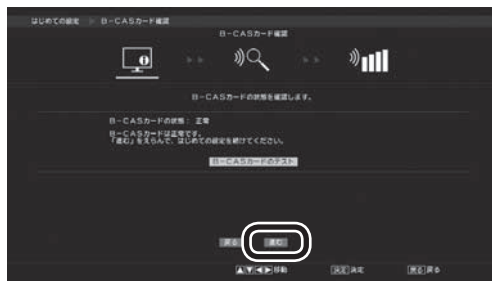 はじめての設定 ▶ B-CASカード確認
B-CASカード確認
B-CASカードの状態を確認します。
B-CASカードの状態： 正常
B-CASカードは正常です。
「進む」をえらんで、はじめての設定を続けてください。
B-CASカードのテスト
戻る 進む
▲▼◀▶移動 決定 決定 戻る 戻る